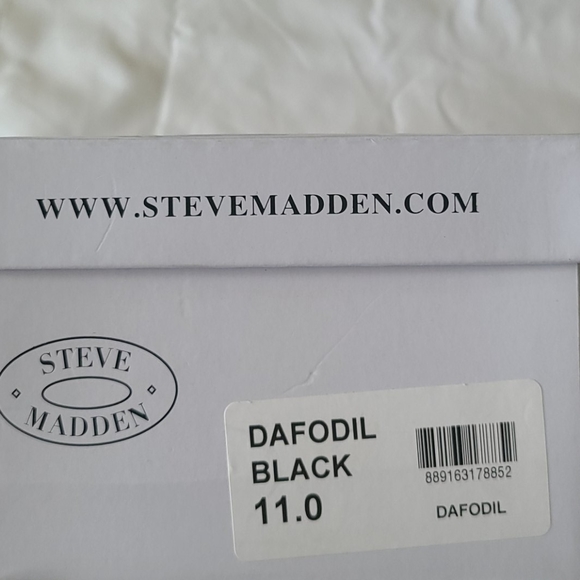 WWW.STEVEMADDEN.COM
STEVE
MADDEN
DAFODIL
BLACK
11.0
889163178852
DAFODIL